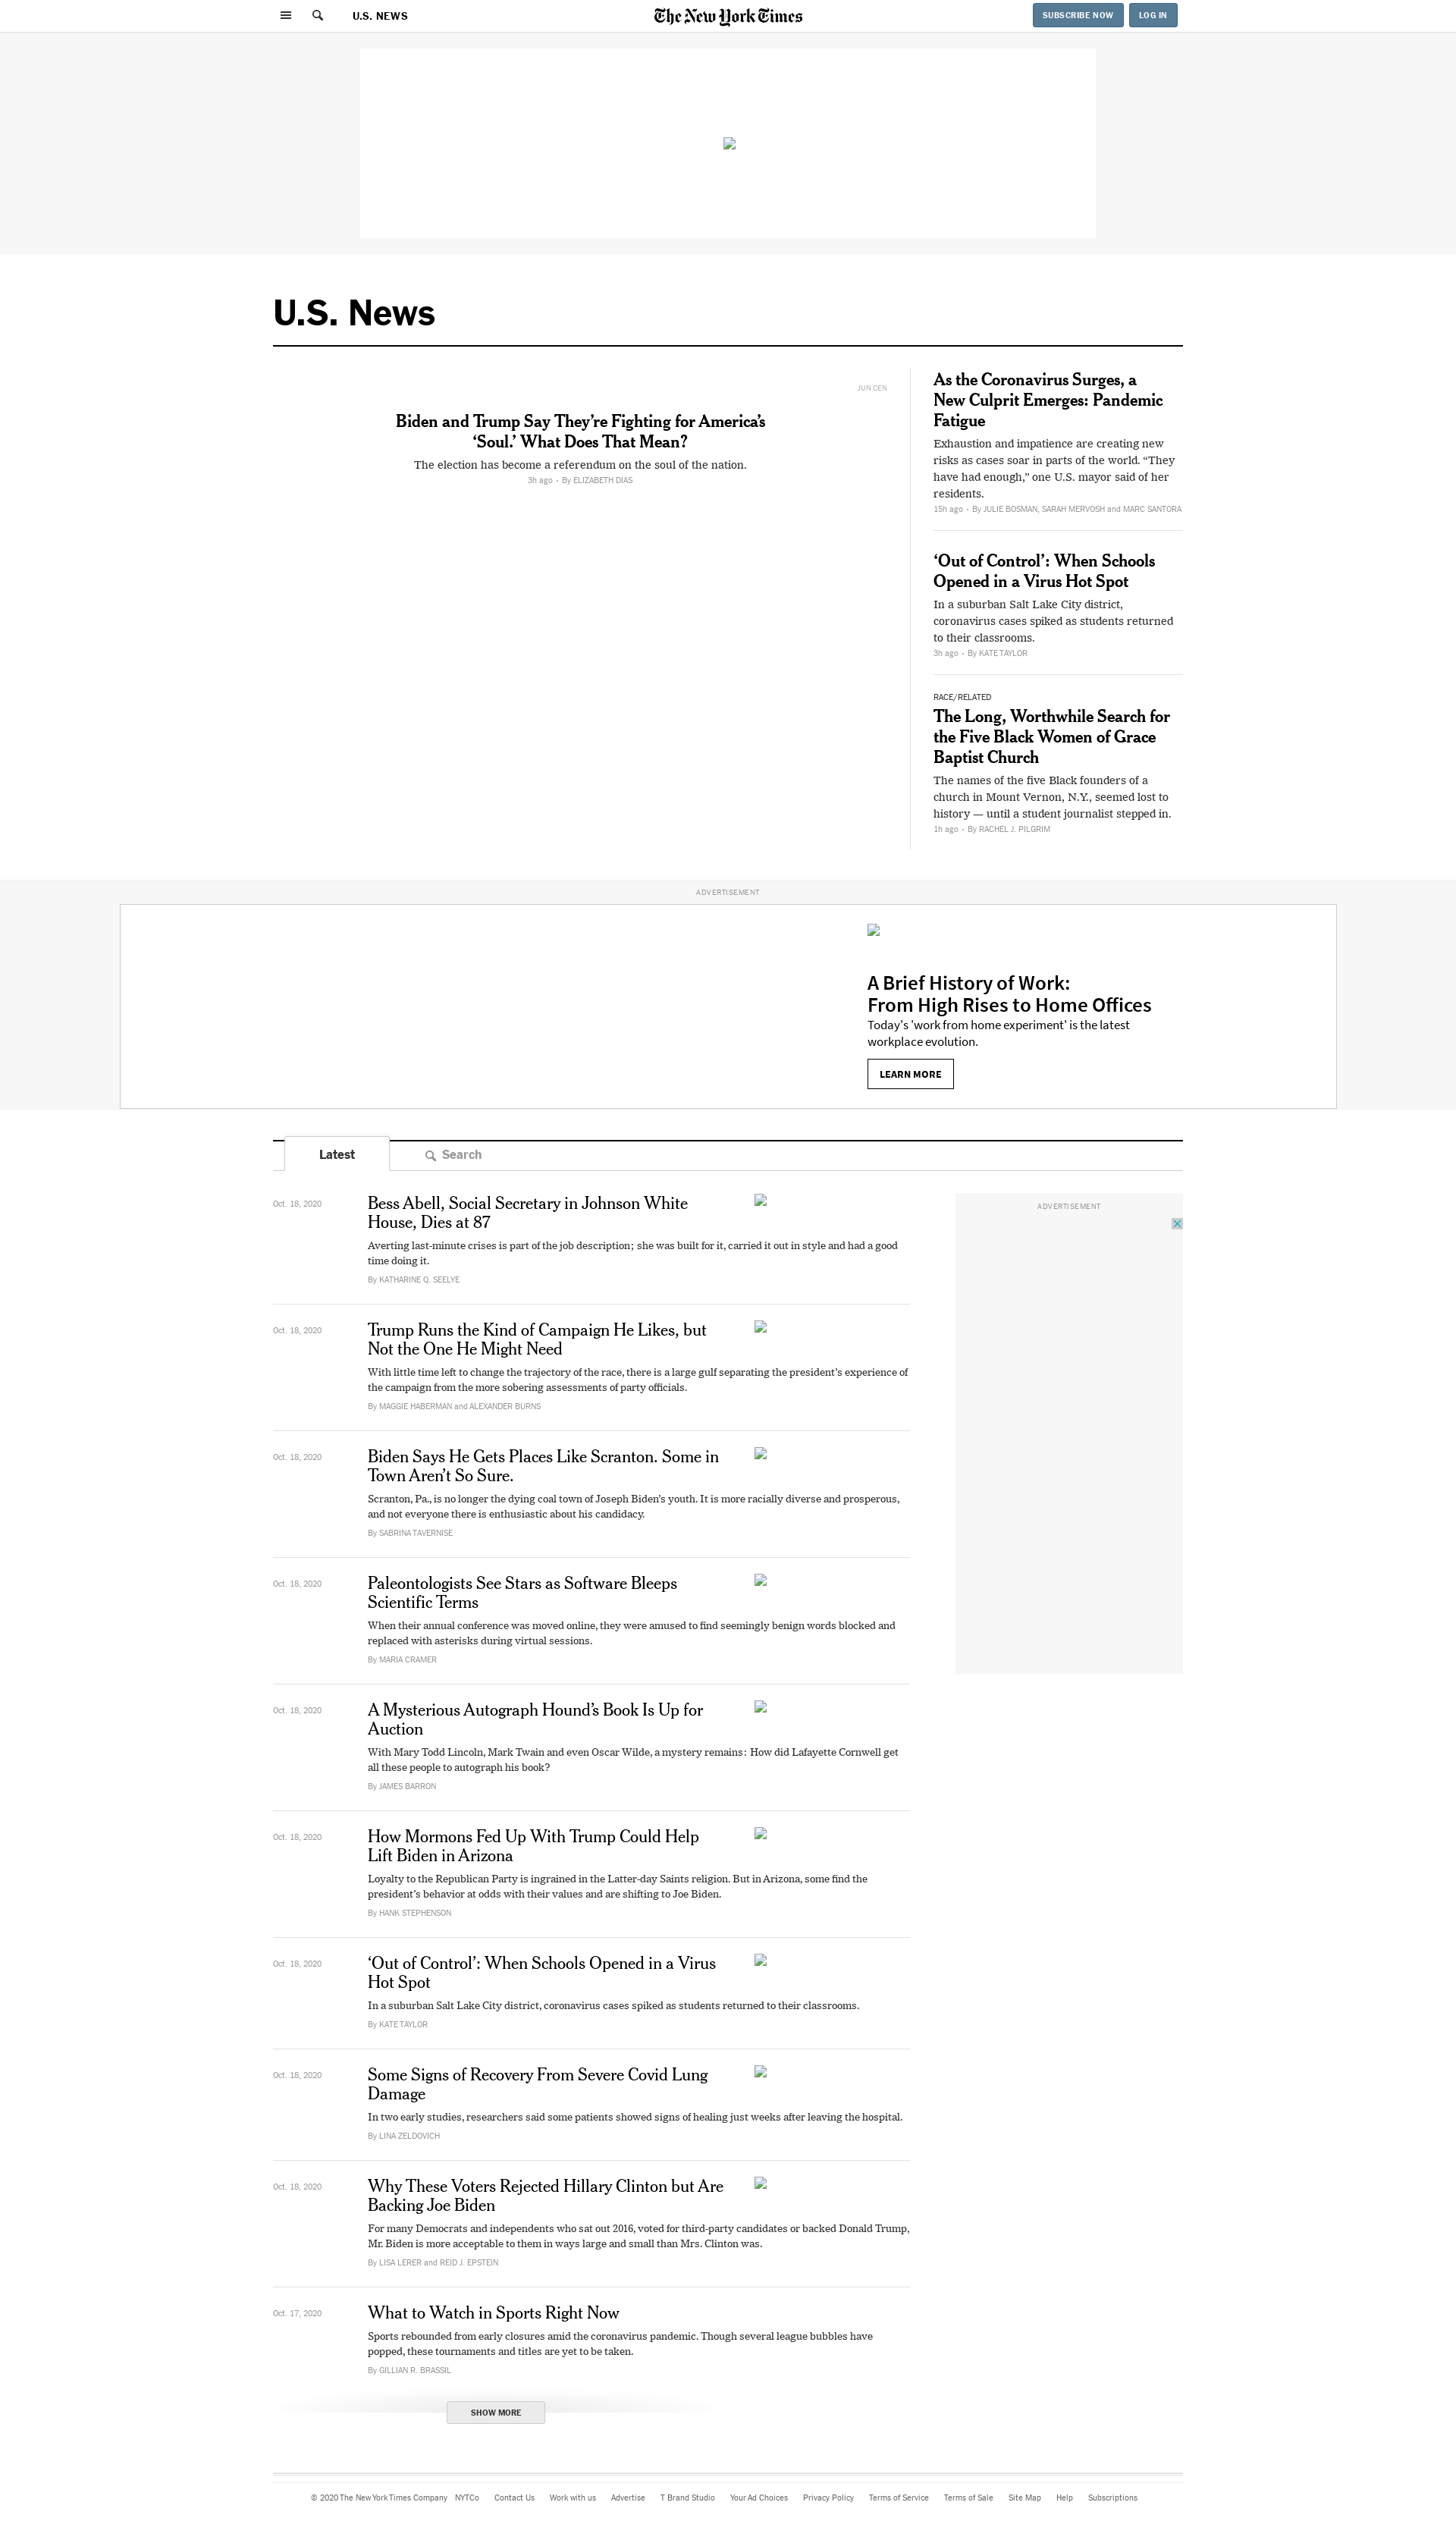 U.S. NEWS
The New York Times
SUBSCRIBE NOW
LOG IN
U.S. News
JUN CEN
Biden and Trump Say They’re Fighting for America’s
‘Soul.’ What Does That Mean?
The election has become a referendum on the soul of the nation.
3h ago • By ELIZABETH DIAS
As the Coronavirus Surges, a
New Culprit Emerges: Pandemic
Fatigue
Exhaustion and impatience are creating new
risks as cases soar in parts of the world. “They
have had enough,” one U.S. mayor said of her
residents.
15h ago • By JULIE BOSMAN, SARAH MERVOSH and MARC SANTORA
‘Out of Control’: When Schools
Opened in a Virus Hot Spot
In a suburban Salt Lake City district,
coronavirus cases spiked as students returned
to their classrooms.
3h ago • By KATE TAYLOR
RACE/RELATED
The Long, Worthwhile Search for
the Five Black Women of Grace
Baptist Church
The names of the five Black founders of a
church in Mount Vernon, N.Y., seemed lost to
history — until a student journalist stepped in.
1h ago • By RACHEL J. PILGRIM
ADVERTISEMENT
A Brief History of Work:
From High Rises to Home Offices
Today's 'work from home experiment' is the latest
workplace evolution.
LEARN MORE
Latest
Search
ADVERTISEMENT
Oct. 18, 2020
Bess Abell, Social Secretary in Johnson White
House, Dies at 87
Averting last-minute crises is part of the job description; she was built for it, carried it out in style and had a good
time doing it.
By KATHARINE Q. SEELYE
Oct. 18, 2020
Trump Runs the Kind of Campaign He Likes, but
Not the One He Might Need
With little time left to change the trajectory of the race, there is a large gulf separating the president’s experience of
the campaign from the more sobering assessments of party officials.
By MAGGIE HABERMAN and ALEXANDER BURNS
Oct. 18, 2020
Biden Says He Gets Places Like Scranton. Some in
Town Aren’t So Sure.
Scranton, Pa., is no longer the dying coal town of Joseph Biden’s youth. It is more racially diverse and prosperous,
and not everyone there is enthusiastic about his candidacy.
By SABRINA TAVERNISE
Oct. 18, 2020
Paleontologists See Stars as Software Bleeps
Scientific Terms
When their annual conference was moved online, they were amused to find seemingly benign words blocked and
replaced with asterisks during virtual sessions.
By MARIA CRAMER
Oct. 18, 2020
A Mysterious Autograph Hound’s Book Is Up for
Auction
With Mary Todd Lincoln, Mark Twain and even Oscar Wilde, a mystery remains: How did Lafayette Cornwell get
all these people to autograph his book?
By JAMES BARRON
Oct. 18, 2020
How Mormons Fed Up With Trump Could Help
Lift Biden in Arizona
Loyalty to the Republican Party is ingrained in the Latter-day Saints religion. But in Arizona, some find the
president’s behavior at odds with their values and are shifting to Joe Biden.
By HANK STEPHENSON
Oct. 18, 2020
‘Out of Control’: When Schools Opened in a Virus
Hot Spot
In a suburban Salt Lake City district, coronavirus cases spiked as students returned to their classrooms.
By KATE TAYLOR
Oct. 18, 2020
Some Signs of Recovery From Severe Covid Lung
Damage
In two early studies, researchers said some patients showed signs of healing just weeks after leaving the hospital.
By LINA ZELDOVICH
Oct. 18, 2020
Why These Voters Rejected Hillary Clinton but Are
Backing Joe Biden
For many Democrats and independents who sat out 2016, voted for third-party candidates or backed Donald Trump,
Mr. Biden is more acceptable to them in ways large and small than Mrs. Clinton was.
By LISA LERER and REID J. EPSTEIN
Oct. 17, 2020
What to Watch in Sports Right Now
Sports rebounded from early closures amid the coronavirus pandemic. Though several league bubbles have
popped, these tournaments and titles are yet to be taken.
By GILLIAN R. BRASSIL
SHOW MORE
© 2020 The New York Times Company NYTCo Contact Us Work with us Advertise T Brand Studio Your Ad Choices Privacy Policy Terms of Service Terms of Sale Site Map Help Subscriptions